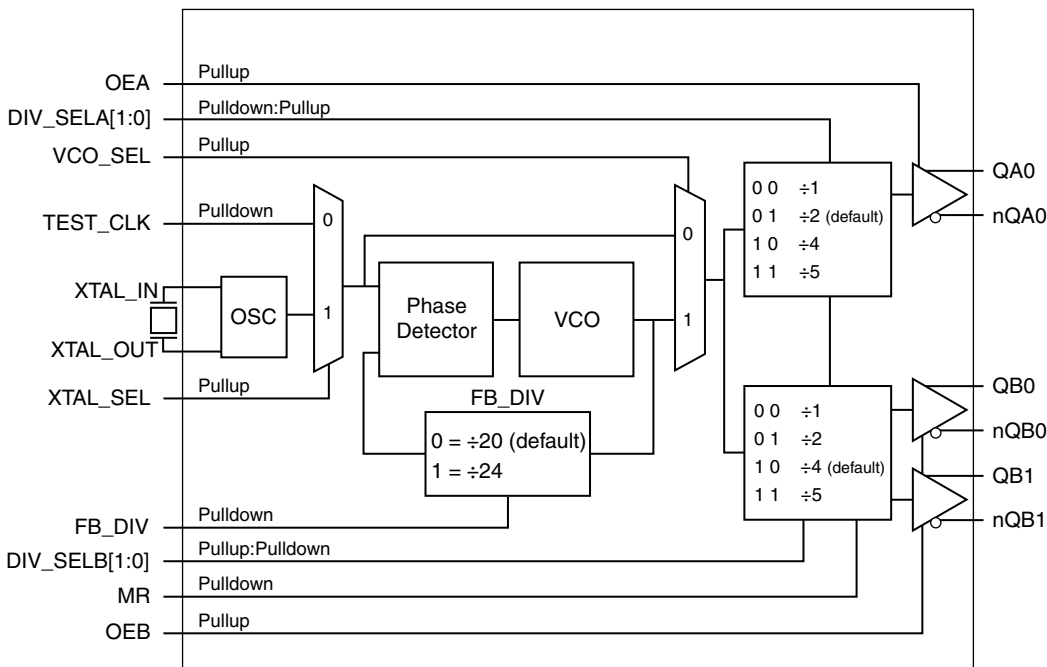 OEA Pullup
DIV_SELA[1:0] Pulldown:Pullup
VCO_SEL Pullup
TEST_CLK Pulldown
0
1
XTAL_IN
OSC
XTAL_OUT
XTAL_SEL Pullup
Phase
Detector
VCO
FB_DIV
0 = ÷20 (default)
1 = ÷24
0
1
0 0 ÷1
0 1 ÷2 (default)
1 0 ÷4
1 1 ÷5
QA0
nQA0
0 0 ÷1
0 1 ÷2
1 0 ÷4 (default)
1 1 ÷5
QB0
nQB0
QB1
nQB1
FB_DIV Pulldown
DIV_SELB[1:0] Pullup:Pulldown
MR Pulldown
OEB Pullup